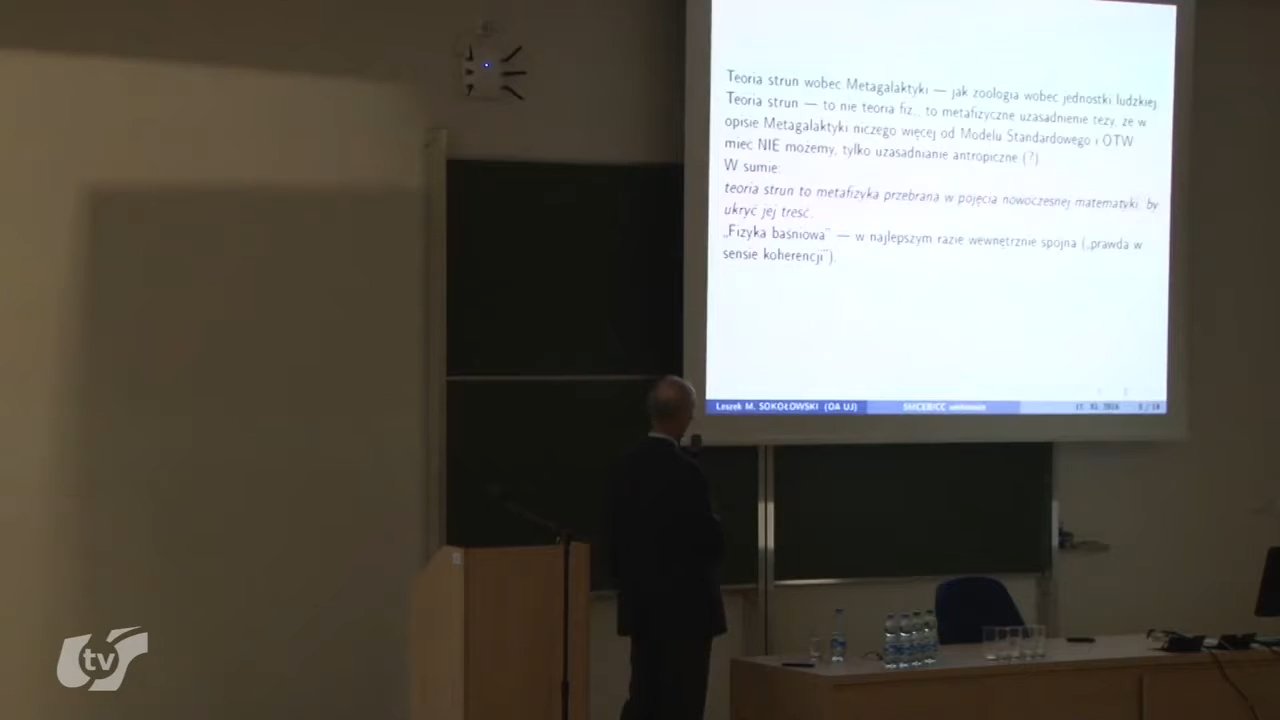 Teoria strun wobec Metagalaktyki — jak zoologia wobec jednostki ludzkiej.
Teoria strun — to nie teoria fiz., to metafizyczne uzasadnienie tezy, że w
opisie Metagalaktyki niczego więcej od Modelu Standardowego i OTW
mieć NIE możemy, tylko uzasadnianie antropiczne (?)
W sumie:
teoria strun to metafizyka przebrana w pojęcia nowoczesnej matematyki, by
ukryć jej treść.
„Fizyka baśniowa” — w najlepszym razie wewnętrznie spójna („prawda w
sensie koherencji”).
Leszek M. SOKOŁOWSKI (OA UJ)
tv